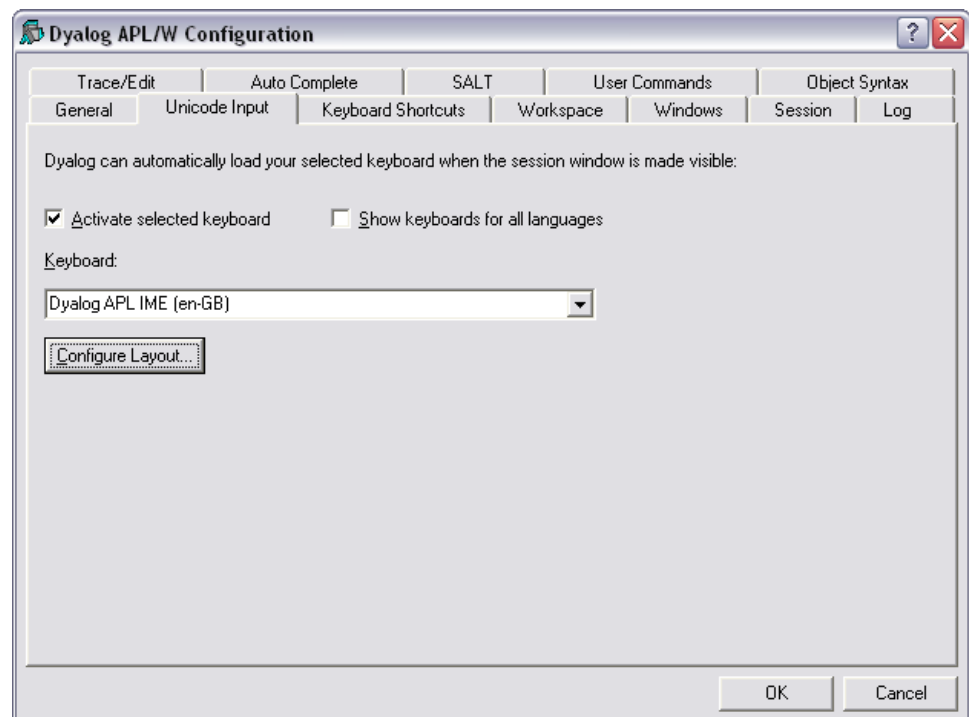 Dyalog APL/W Configuration
Trace/Edit Auto Complete SALT User Commands Object Syntax
General Unicode Input Keyboard Shortcuts Workspace Windows Session Log
Dyalog can automatically load your selected keyboard when the session window is made visible:
Activate selected keyboard Show keyboards for all languages
Keyboard:
Dyalog APL IME (en-GB)
Configure Layout...
OK Cancel